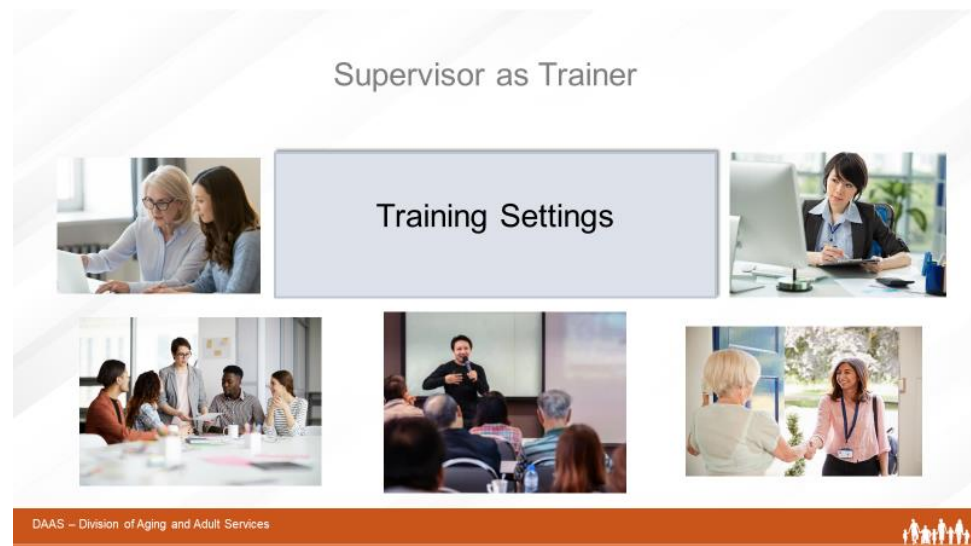 Supervisor as Trainer
Training Settings
DAAS – Division of Aging and Adult Services